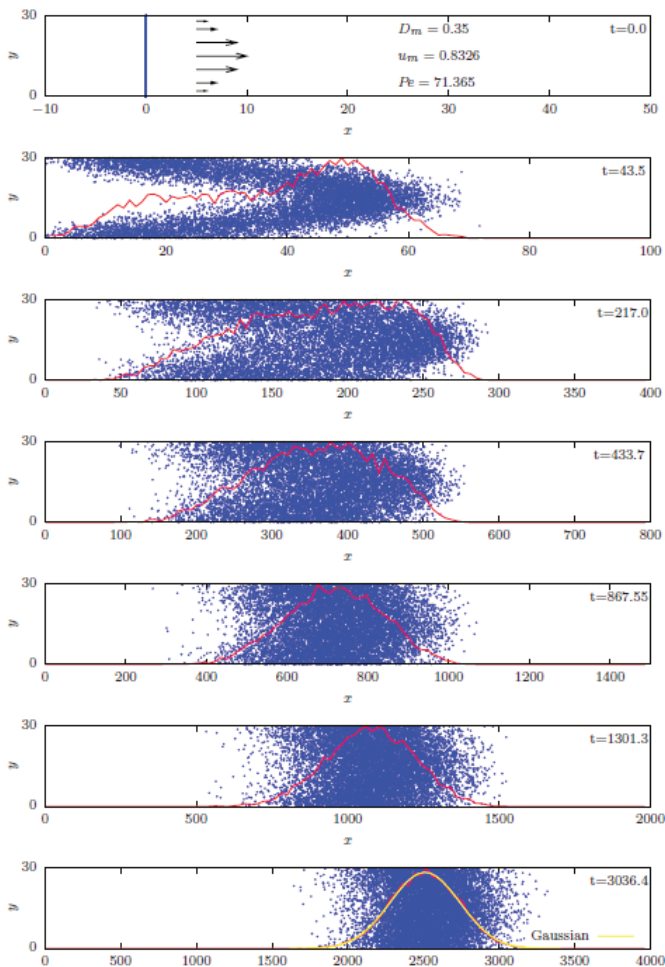 30
y
0
D_m = 0.35
u_m = 0.8326
Pe = 71.365
t=0.0
−10 0 10 20 30 40 50
x
30
y
0
t=43.5
0 20 40 60 80 100
x
30
y
0
t=217.0
0 50 100 150 200 250 300 350 400
x
30
y
0
t=433.7
0 100 200 300 400 500 600 700 800
x
30
y
0
t=867.55
0 200 400 600 800 1000 1200 1400
x
30
y
0
t=1301.3
0 500 1000 1500 2000
x
30
y
0
t=3036.4
Gaussian
0 500 1000 1500 2000 2500 3000 3500 4000